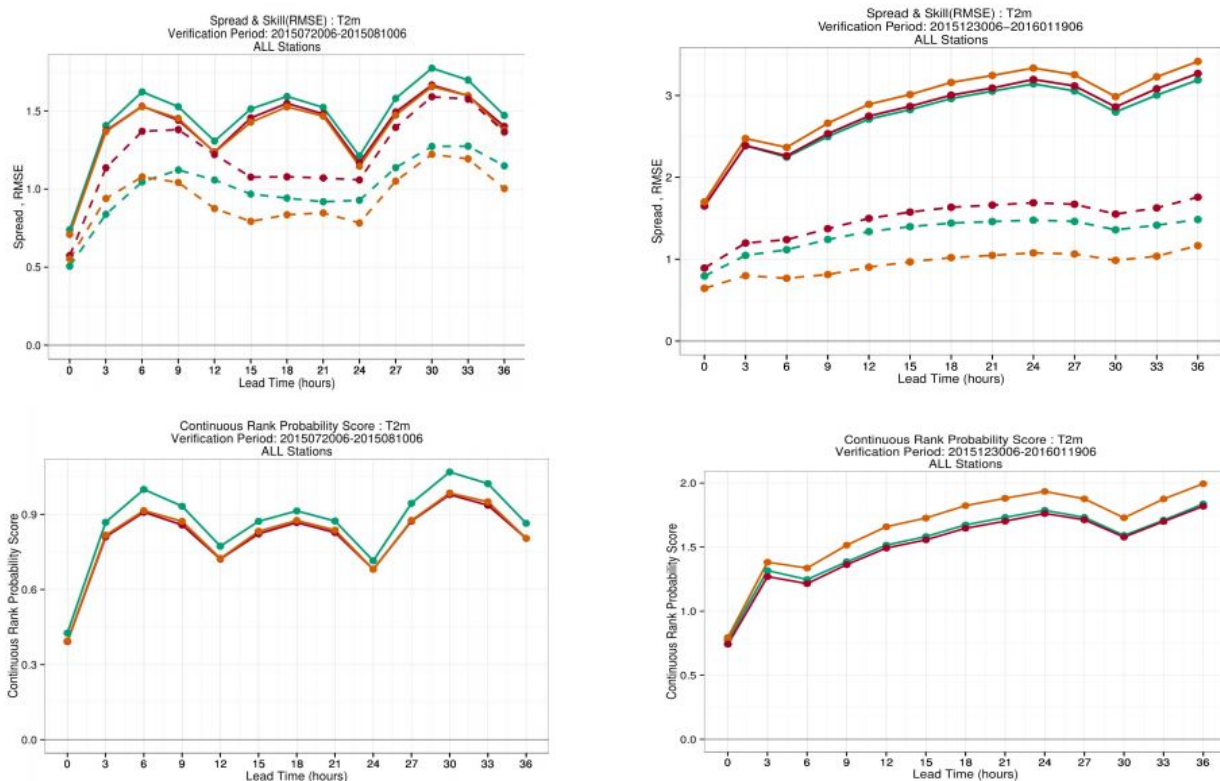 Spread & Skill(RMSE) : T2m
Verification Period: 2015072006-2015081006
ALL Stations
1.5
1.0
0.5
0.0
Spread , RMSE
0 3 6 9 12 15 18 21 24 27 30 33 36
Lead Time (hours)
Spread & Skill(RMSE) : T2m
Verification Period: 2015123006-2016011906
ALL Stations
3
2
1
0
Spread , RMSE
0 3 6 9 12 15 18 21 24 27 30 33 36
Lead Time (hours)
Continuous Rank Probability Score : T2m
Verification Period: 2015072006-2015081006
ALL Stations
0.9
0.6
0.3
0.0
Continuous Rank Probability Score
0 3 6 9 12 15 18 21 24 27 30 33 36
Lead Time (hours)
Continuous Rank Probability Score : T2m
Verification Period: 2015123006-2016011906
ALL Stations
2.0
1.5
1.0
0.5
0.0
Continuous Rank Probability Score
0 3 6 9 12 15 18 21 24 27 30 33 36
Lead Time (hours)